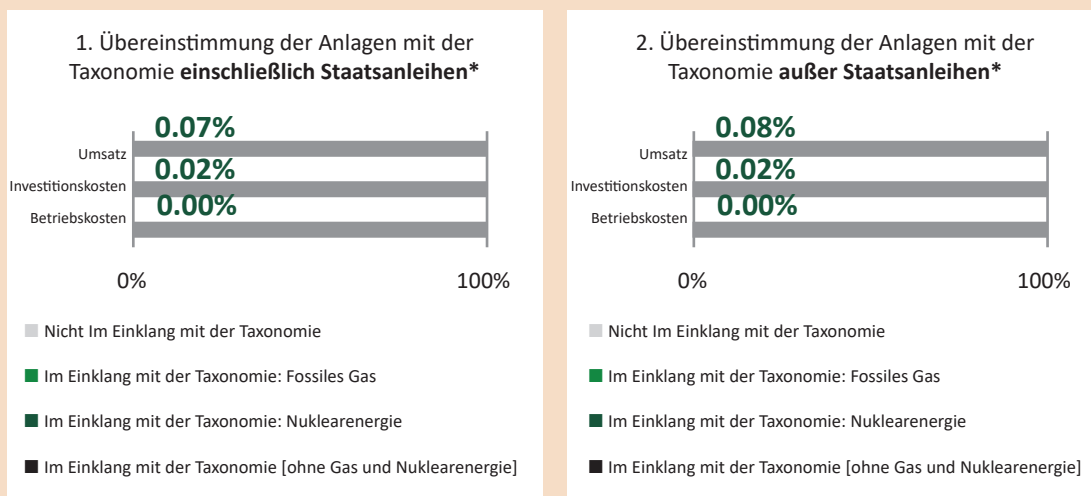 1. Übereinstimmung der Anlagen mit der
Taxonomie einschließlich Staatsanleihen*
0.07%
Umsatz
0.02%
Investitionskosten
0.00%
Betriebskosten
0%
100%
Nicht Im Einklang mit der Taxonomie
Im Einklang mit der Taxonomie: Fossiles Gas
Im Einklang mit der Taxonomie: Nuklearenergie
Im Einklang mit der Taxonomie [ohne Gas und Nuklearenergie]
2. Übereinstimmung der Anlagen mit der
Taxonomie außer Staatsanleihen*
0.08%
Umsatz
0.02%
Investitionskosten
0.00%
Betriebskosten
0%
100%
Nicht Im Einklang mit der Taxonomie
Im Einklang mit der Taxonomie: Fossiles Gas
Im Einklang mit der Taxonomie: Nuklearenergie
Im Einklang mit der Taxonomie [ohne Gas und Nuklearenergie]